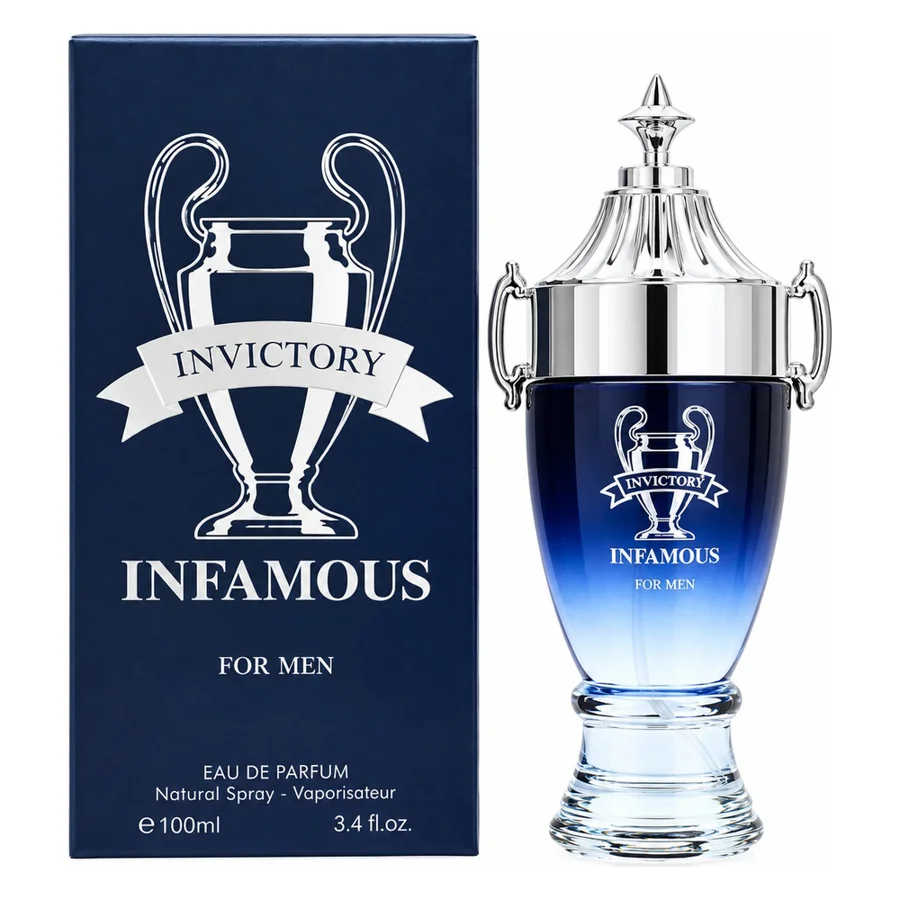 INVICTORY
INFAMOUS
FOR MEN
EAU DE PARFUM
Natural Spray - Vaporisateur
℮ 100ml 3.4 fl.oz.
INVICTORY
INFAMOUS
FOR MEN